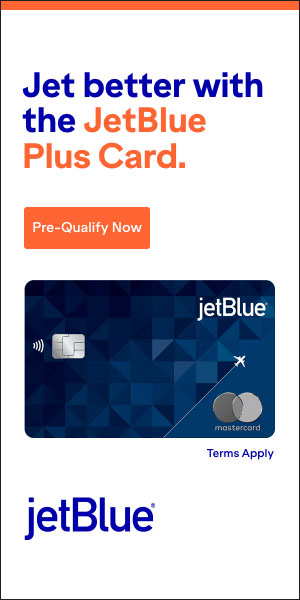 Jet better with
the JetBlue
Plus Card.
Pre-Qualify Now
jetBlue
mastercard
Terms Apply
jetBlue®